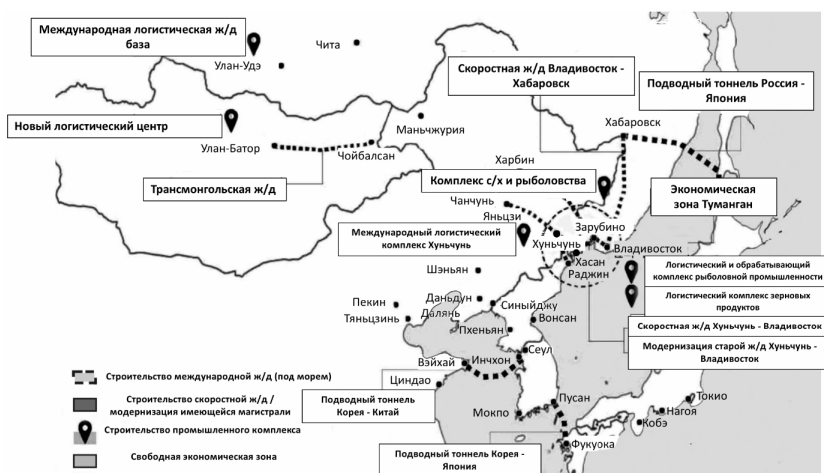 Международная логистическая ж/д
база
Чита
Улан-Удэ
Скоростная ж/д Владивосток -
Хабаровск
Подводный тоннель Россия -
Япония
Новый логистический центр
Маньчжурия
Хабаровск
Улан-Батор
Чойбалсан
Харбин
Трансмонгольская ж/д
Комплекс с/х и рыболовства
Экономическая
зона Туманган
Чанчунь
Яньцзи
Международный логистический
комплекс Хуньчунь
Зарубино
Хуньчунь
Владивосток
Хасан
Раджин
Логистический и обрабатывающий
комплекс рыболовной промышленности
Шэньян
Логистический комплекс зерновых
продуктов
Пекин
Даньдун
Синыйджу
Далянь
Тяньцзинь
Вонсан
Скоростная ж/д Хуньчунь - Владивосток
Пхеньян
Модернизация старой ж/д Хуньчунь -
Владивосток
Сеул
Вэйхай
Инчхон
Строительство международной ж/д (под морем)
Циндао
Подводный тоннель
Корея - Китай
Строительство скоростной ж/д /
модернизация имеющейся магистрали
Пусан
Токио
Мокпо
Нагоя
Кобэ
Строительство промышленного комплекса
Фукуока
Подводный тоннель Корея -
Япония
Свободная экономическая зона